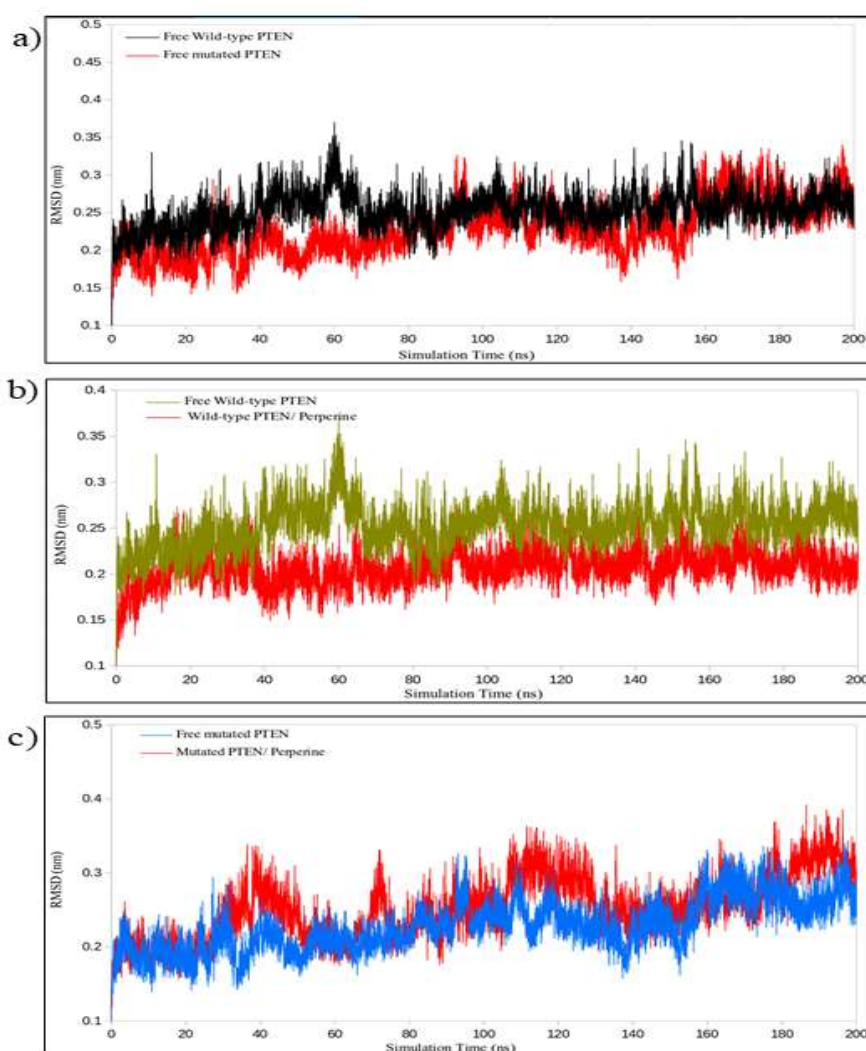 a)
0.5
Free Wild-type PTEN
Free mutated PTEN
0.45
0.4
0.35
0.3
0.25
0.2
0.15
0.1
RMSD (nm)
0 20 40 60 80 100 120 140 160 180 200
Simulation Time (ns)
b)
0.4
Free Wild-type PTEN
Wild-type PTEN/ Perperine
0.35
0.3
0.25
0.2
0.15
0.1
RMSD (nm)
0 20 40 60 80 100 120 140 160 180 200
Simulation Time (ns)
c)
0.5
Free mutated PTEN
Mutated PTEN/ Perperine
0.4
0.3
0.2
0.1
RMSD (nm)
0 20 40 60 80 100 120 140 160 180 200
Simulation Time (ns)